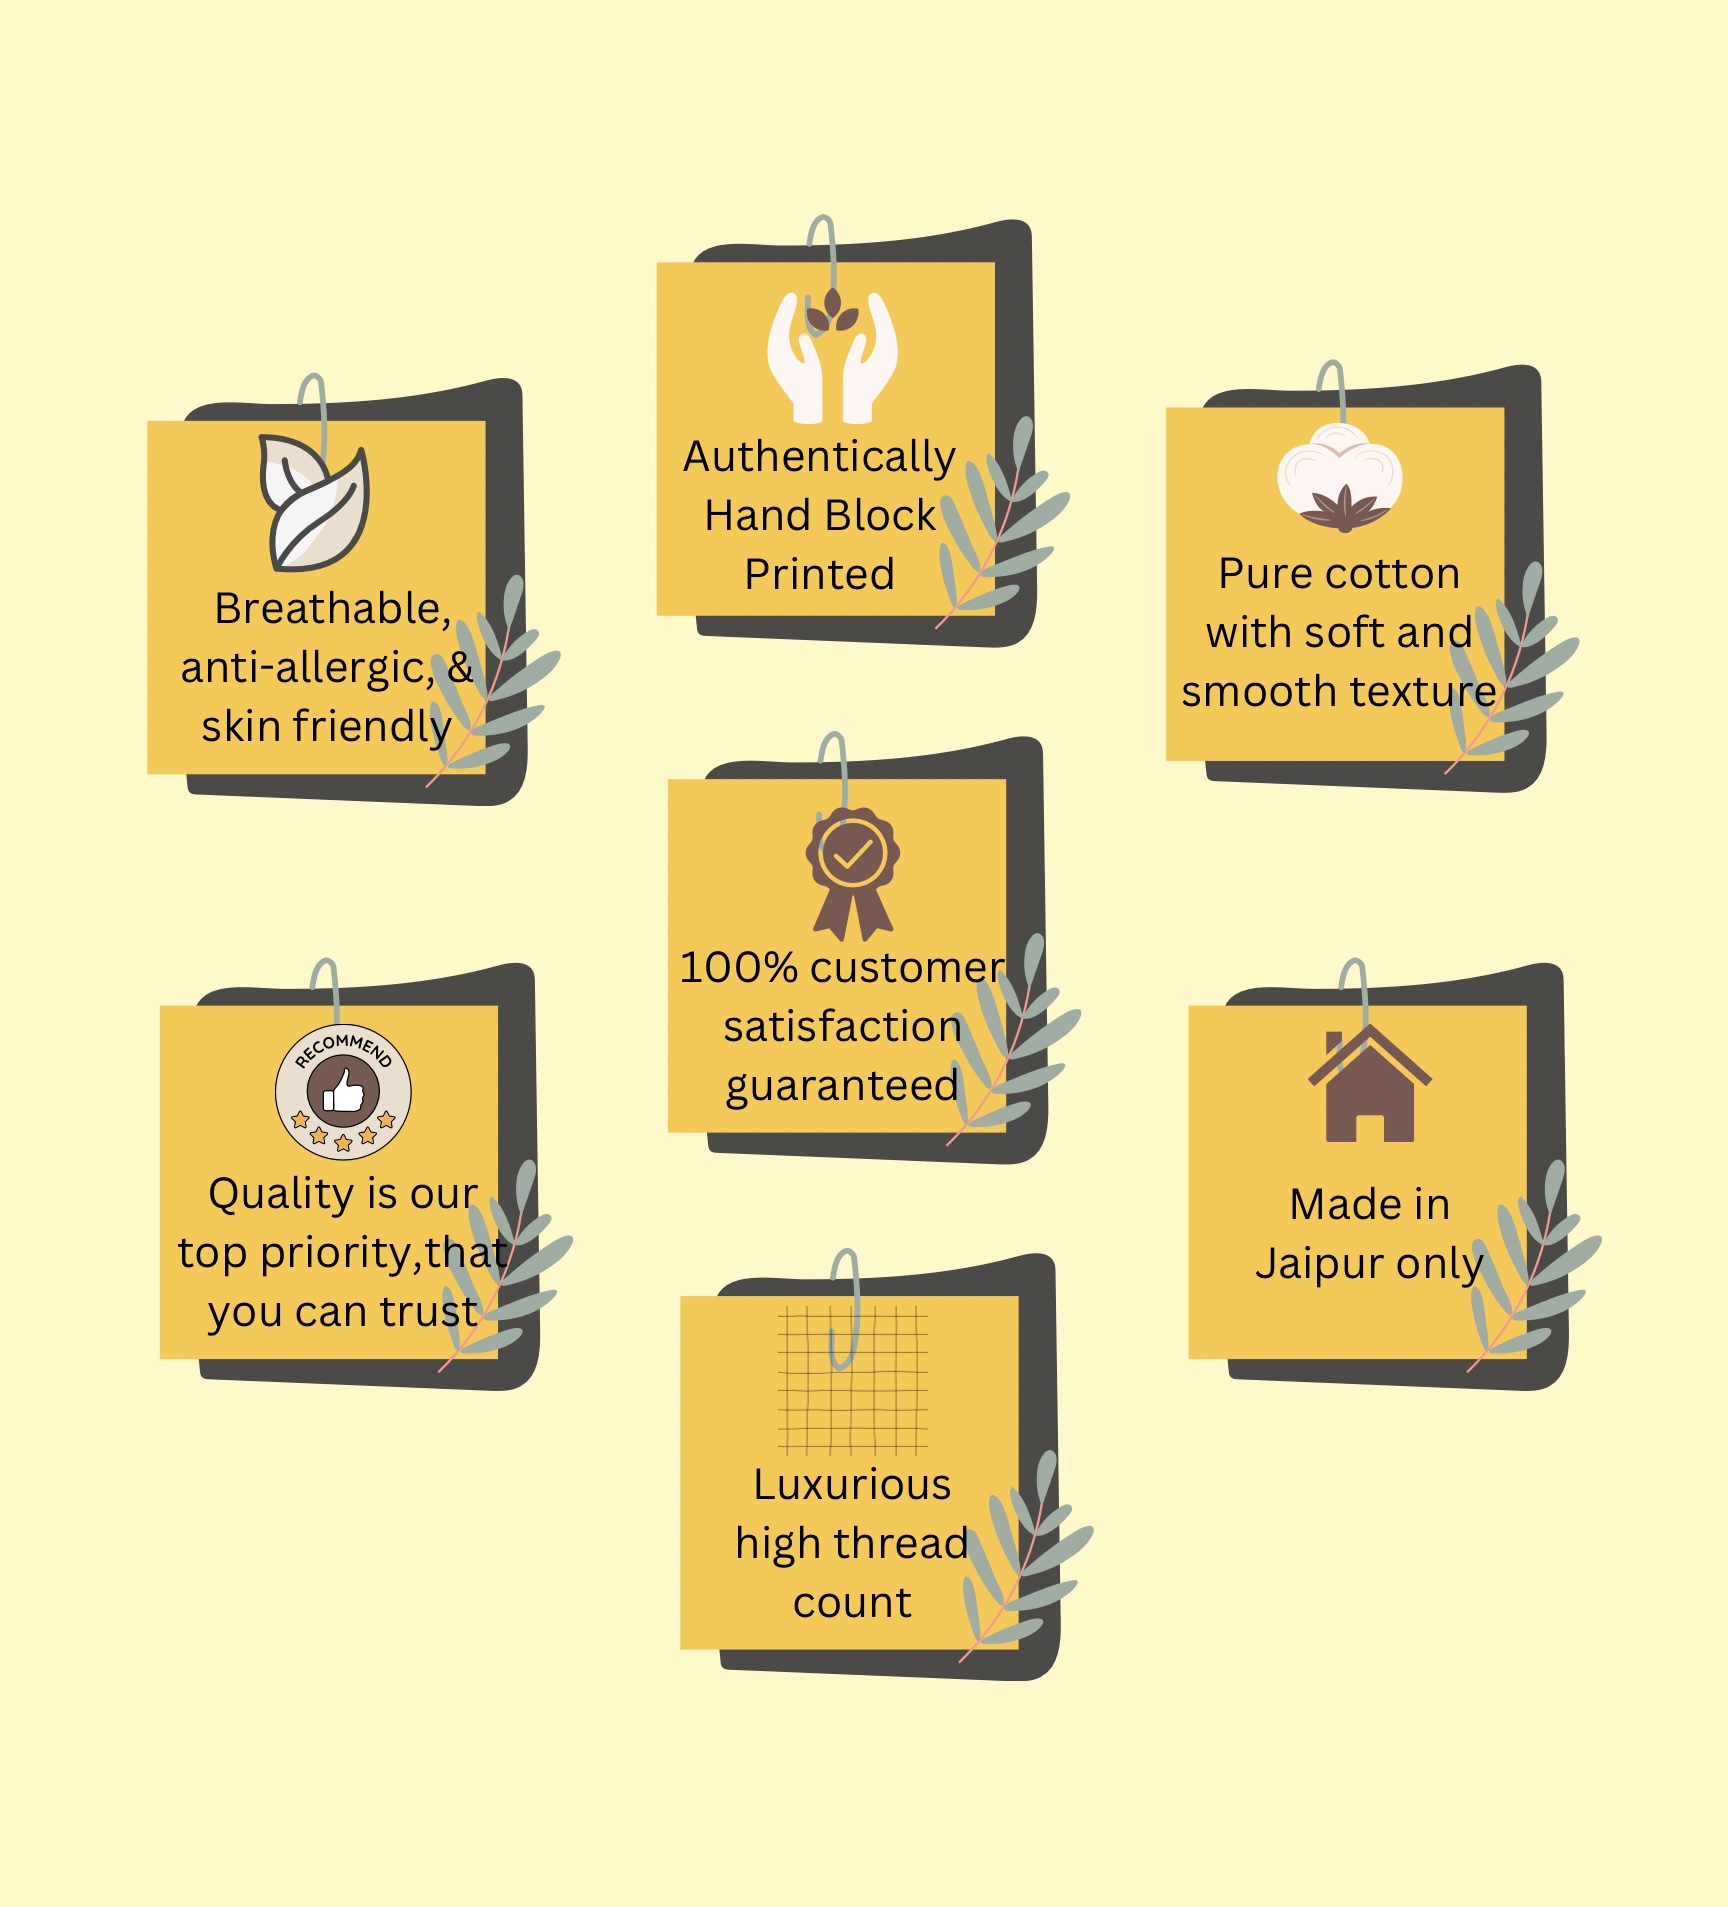 Authentically
Hand Block
Printed
Breathable,
anti-allergic, &
skin friendly
Pure cotton
with soft and
smooth texture
100% customer
satisfaction
guaranteed
RECOMMEND
Quality is our
top priority,that
you can trust
Made in
Jaipur only
Luxurious
high thread
count